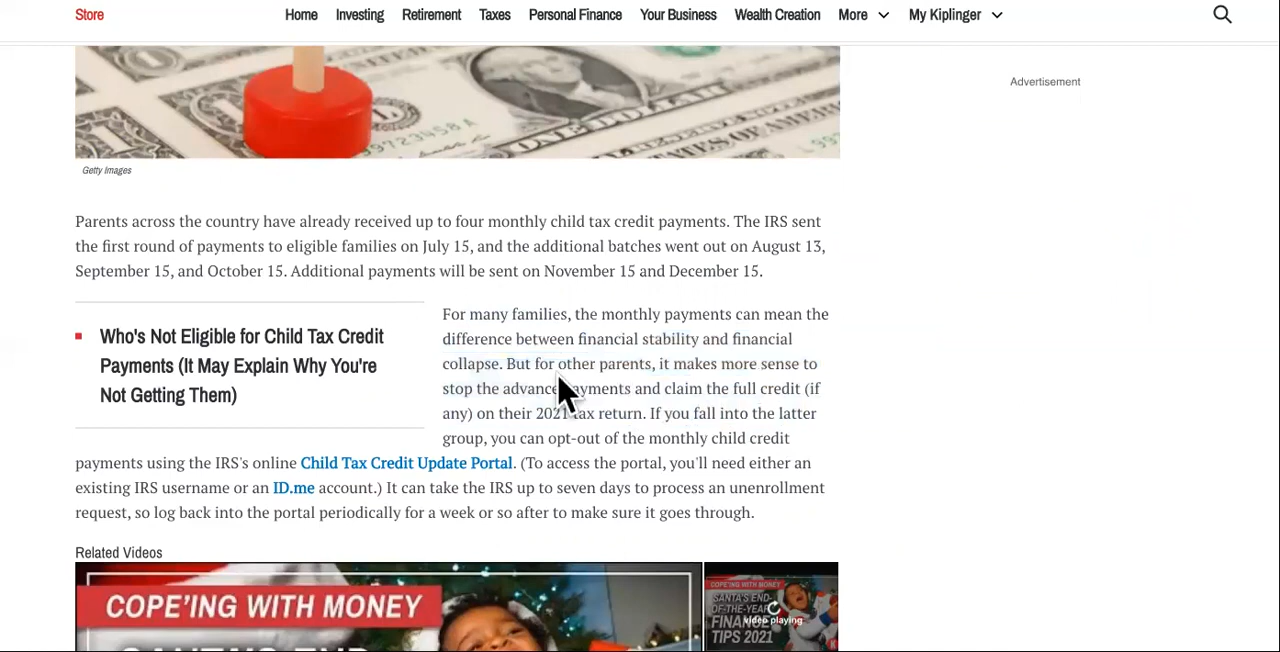 Store
Home Investing Retirement Taxes Personal Finance Your Business Wealth Creation More My Kiplinger
Advertisement
ONE DOLLAR
Getty Images
Parents across the country have already received up to four monthly child tax credit payments. The IRS sent
the first round of payments to eligible families on July 15, and the additional batches went out on August 13,
September 15, and October 15. Additional payments will be sent on November 15 and December 15.
Who's Not Eligible for Child Tax Credit
Payments (It May Explain Why You're
Not Getting Them)
For many families, the monthly payments can mean the
difference between financial stability and financial
collapse. But for other parents, it makes more sense to
stop the advance payments and claim the full credit (if
any) on their 2021 tax return. If you fall into the latter
group, you can opt-out of the monthly child credit
payments using the IRS's online Child Tax Credit Update Portal. (To access the portal, you'll need either an
existing IRS username or an ID.me account.) It can take the IRS up to seven days to process an unenrollment
request, so log back into the portal periodically for a week or so after to make sure it goes through.
Related Videos
COPE'ING WITH MONEY
COPE'ING WITH MONEY
SANTA'S END-
OF-THE-YEAR
FINANCE
TIPS 2021
video playing